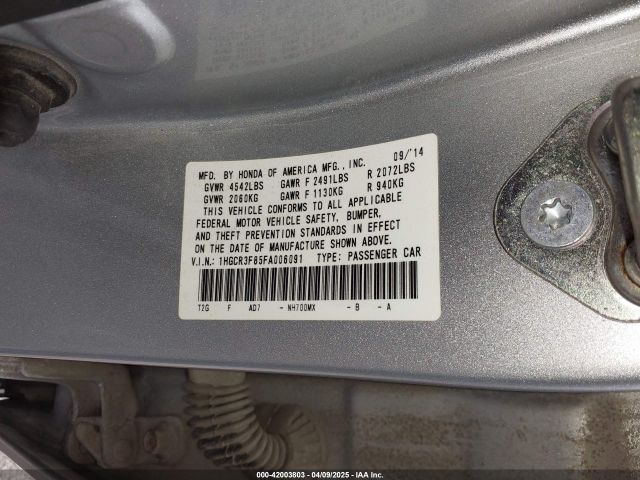 MFD. BY HONDA OF AMERICA MFG., INC. 09/'14
GVWR 4542LBS GAWR F 2491LBS R 2072LBS
GVWR 2060KG GAWR F 1130KG R 940KG
THIS VEHICLE CONFORMS TO ALL APPLICABLE
FEDERAL MOTOR VEHICLE SAFETY, BUMPER,
AND THEFT PREVENTION STANDARDS IN EFFECT
ON THE DATE OF MANUFACTURE SHOWN ABOVE.
V.I.N.: 1HGCR3F85FA006091 TYPE: PASSENGER CAR
T2G F AD7 - NH700MX - B - A
000-42003803 - 04/09/2025 - IAA Inc.